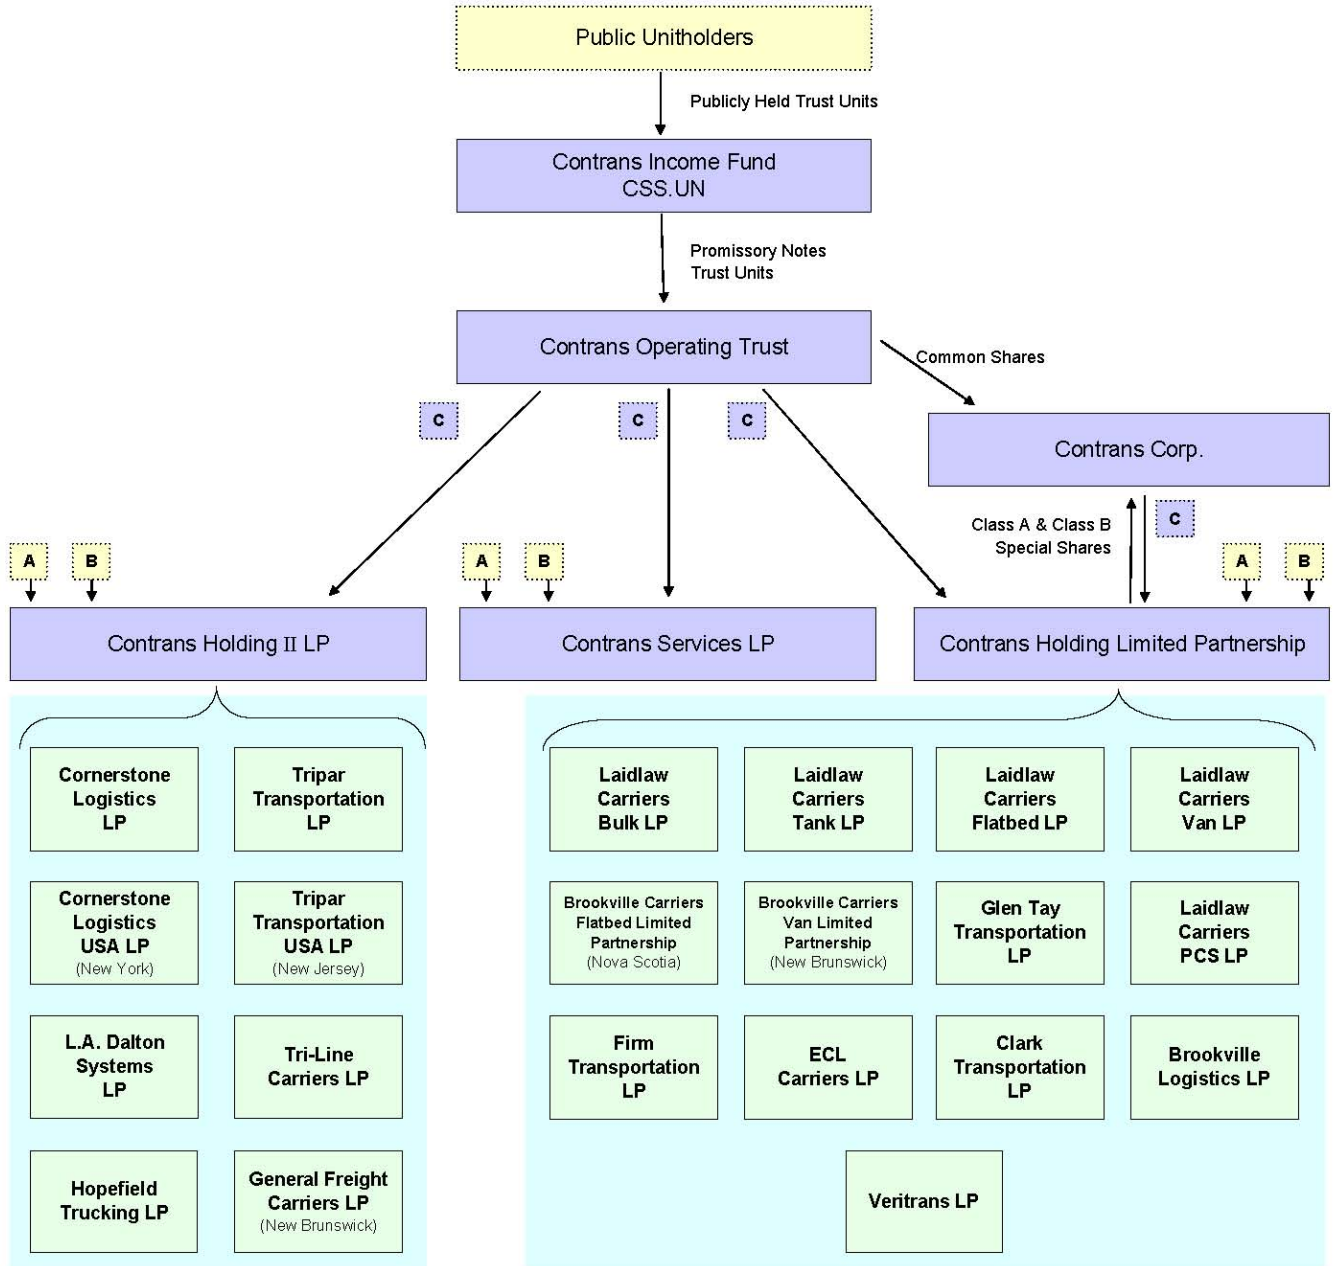 Public Unitholders
Publicly Held Trust Units
Contrans Income Fund
CSS.UN
Promissory Notes
Trust Units
Contrans Operating Trust
Common Shares
C
C
C
Contrans Corp.
Class A & Class B
Special Shares
C
A
B
A
B
A
B
Contrans Holding II LP
Contrans Services LP
Contrans Holding Limited Partnership
Cornerstone
Logistics
LP
Tripar
Transportation
LP
Laidlaw
Carriers
Bulk LP
Laidlaw
Carriers
Tank LP
Laidlaw
Carriers
Flatbed LP
Laidlaw
Carriers
Van LP
Cornerstone
Logistics
USA LP
(New York)
Tripar
Transportation
USA LP
(New Jersey)
Brookville Carriers
Flatbed Limited
Partnership
(Nova Scotia)
Brookville Carriers
Van Limited
Partnership
(New Brunswick)
Glen Tay
Transportation
LP
Laidlaw
Carriers
PCS LP
L.A. Dalton
Systems
LP
Tri-Line
Carriers LP
Firm
Transportation
LP
ECL
Carriers LP
Clark
Transportation
LP
Brookville
Logistics LP
Hopefield
Trucking LP
General Freight
Carriers LP
(New Brunswick)
Veritrans LP